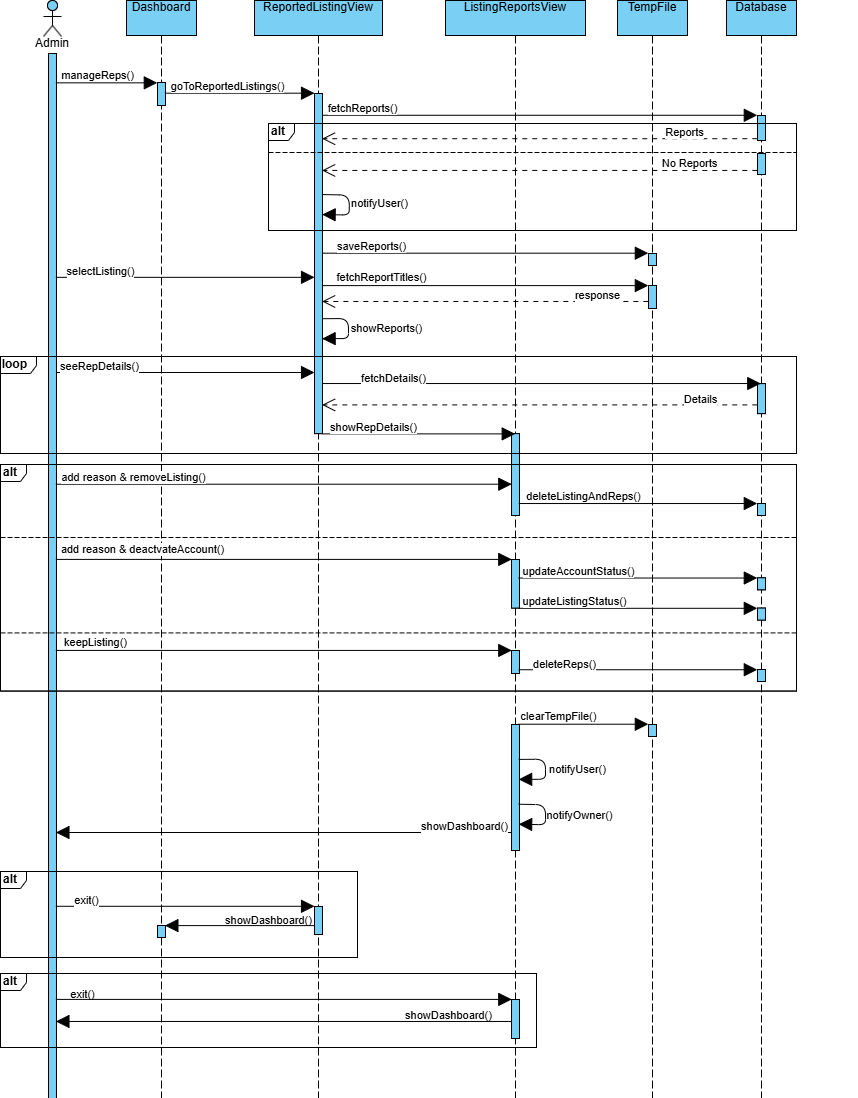 Dashboard
ReportedListingView
ListingReportsView
TempFile
Database
Admin
manageReps()
goToReportedListings()
fetchReports()
alt
Reports
No Reports
notifyUser()
saveReports()
selectListing()
fetchReportTitles()
response
showReports()
loop
seeRepDetails()
fetchDetails()
Details
showRepDetails()
alt
add reason & removeListing()
deleteListingAndReps()
add reason & deactvateAccount()
updateAccountStatus()
updateListingStatus()
keepListing()
deleteReps()
clearTempFile()
notifyUser()
notifyOwner()
showDashboard()
alt
exit()
showDashboard()
alt
exit()
showDashboard()